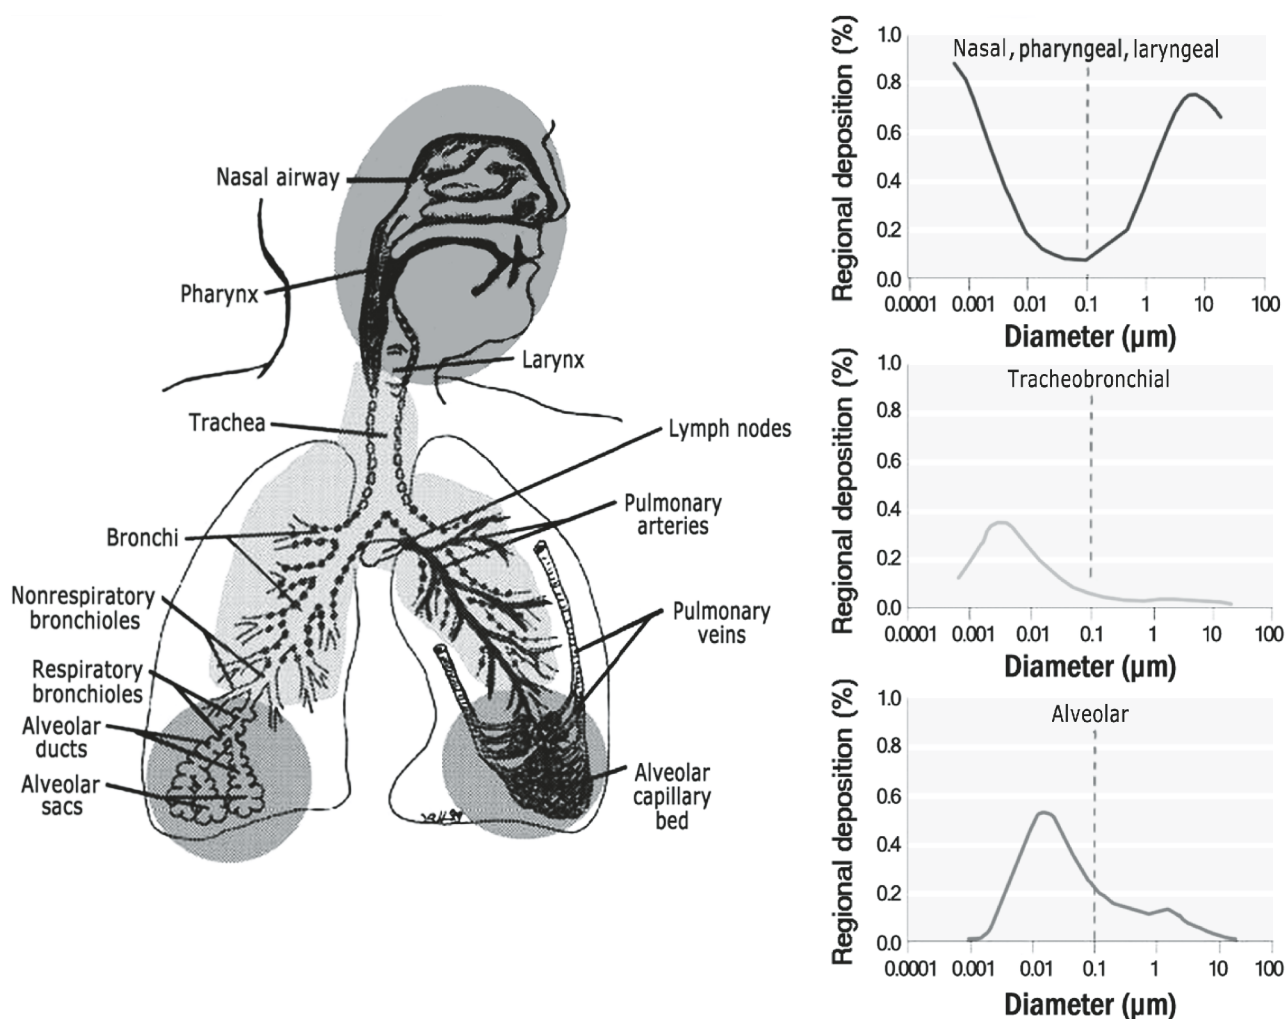 Nasal airway
Pharynx
Larynx
Trachea
Lymph nodes
Pulmonary
arteries
Bronchi
Nonrespiratory
bronchioles
Pulmonary
veins
Respiratory
bronchioles
Alveolar
ducts
Alveolar
sacs
Alveolar
capillary
bed
Regional deposition (%)
Nasal, pharyngeal, laryngeal
1.0
0.8
0.6
0.4
0.2
0.0
0.0001 0.001 0.01 0.1 1 10 100
Diameter (µm)
Regional deposition (%)
Tracheobronchial
1.0
0.8
0.6
0.4
0.2
0.0
0.0001 0.001 0.01 0.1 1 10 100
Diameter (µm)
Regional deposition (%)
Alveolar
1.0
0.8
0.6
0.4
0.2
0.0
0.0001 0.001 0.01 0.1 1 10 100
Diameter (µm)